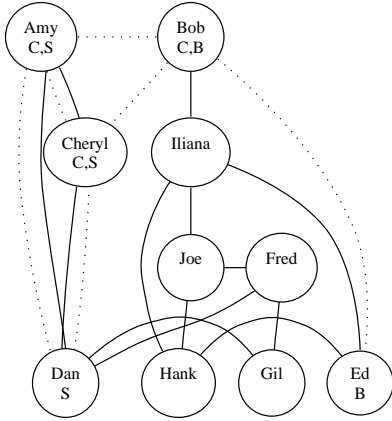 Amy
C,S
Bob
C,B
Cheryl
C,S
Iliana
Joe
Fred
Dan
S
Hank
Gil
Ed
B